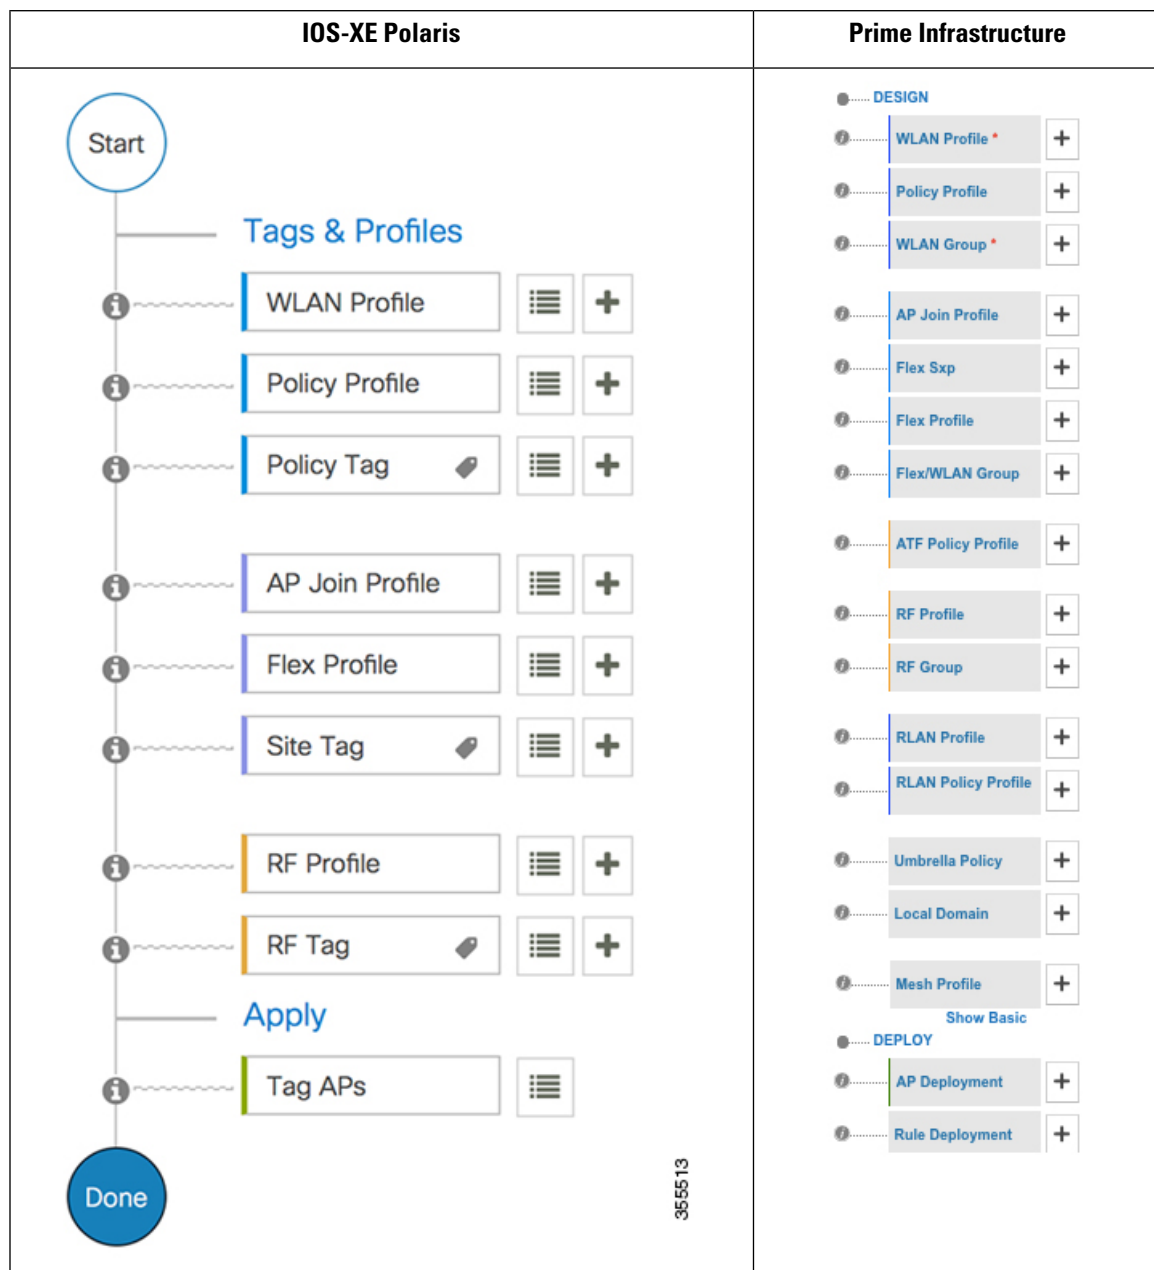 IOS-XE Polaris
Prime Infrastructure
Start
Tags & Profiles
WLAN Profile
Policy Profile
Policy Tag
AP Join Profile
Flex Profile
Site Tag
RF Profile
RF Tag
Apply
Tag APs
Done
355513
DESIGN
WLAN Profile *
Policy Profile
WLAN Group *
AP Join Profile
Flex Sxp
Flex Profile
Flex/WLAN Group
ATF Policy Profile
RF Profile
RF Group
RLAN Profile
RLAN Policy Profile
Umbrella Policy
Local Domain
Mesh Profile
Show Basic
DEPLOY
AP Deployment
Rule Deployment